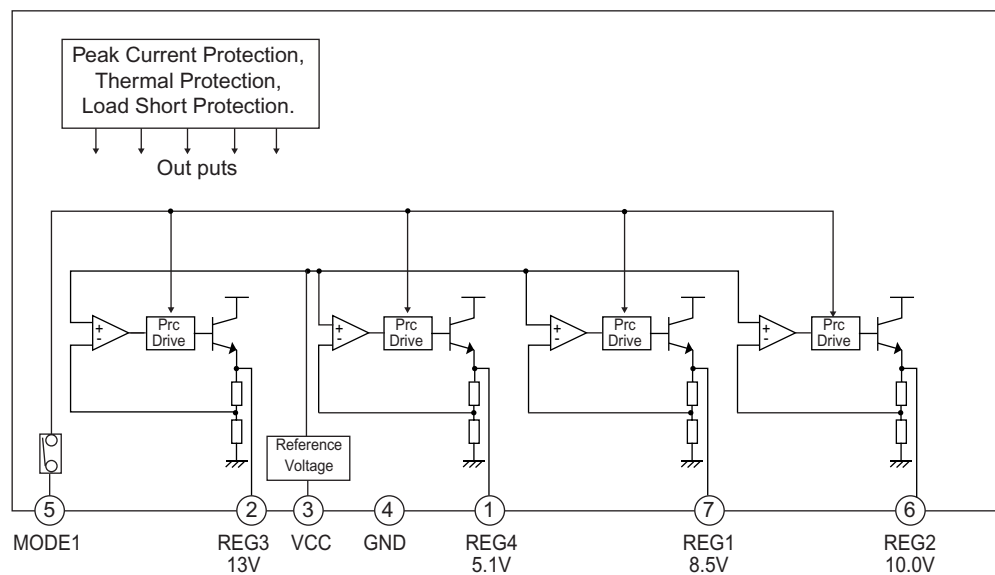 Peak Current Protection,
Thermal Protection,
Load Short Protection.
Out puts
+
-
Prc
Drive
+
-
Prc
Drive
+
-
Prc
Drive
+
-
Prc
Drive
Reference
Voltage
5
2
3
4
1
7
6
MODE1
REG3
13V
VCC
GND
REG4
5.1V
REG1
8.5V
REG2
10.0V